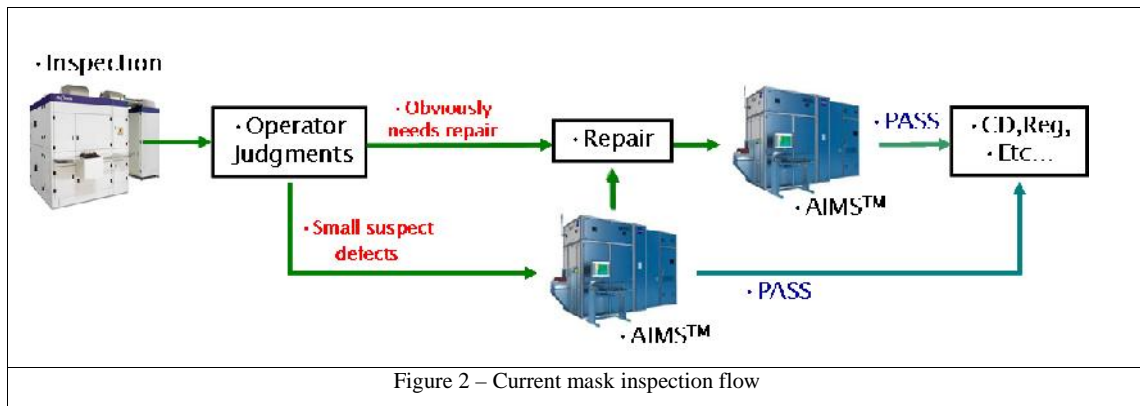 · Inspection
· Operator
Judgments
· Obviously
needs repair
· Small suspect
defects
· Repair
· AIMS™
· AIMS™
· PASS
· PASS
· CD,Reg,
· Etc...
Figure 2 – Current mask inspection flow